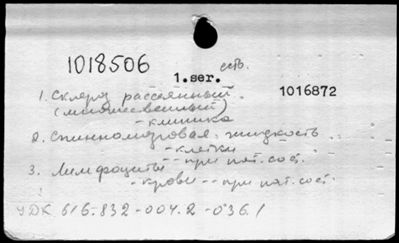 1018506 есть.
1. ser.
1016872
1. Склероз рассеянный.
(множественный)
- клиника
2. Спинномозговая жидкость
- клетки
3. Лимфоциты -- при пат. сост.
- крови -- при пат. сост.
УДК 616.832-004.2-036.1